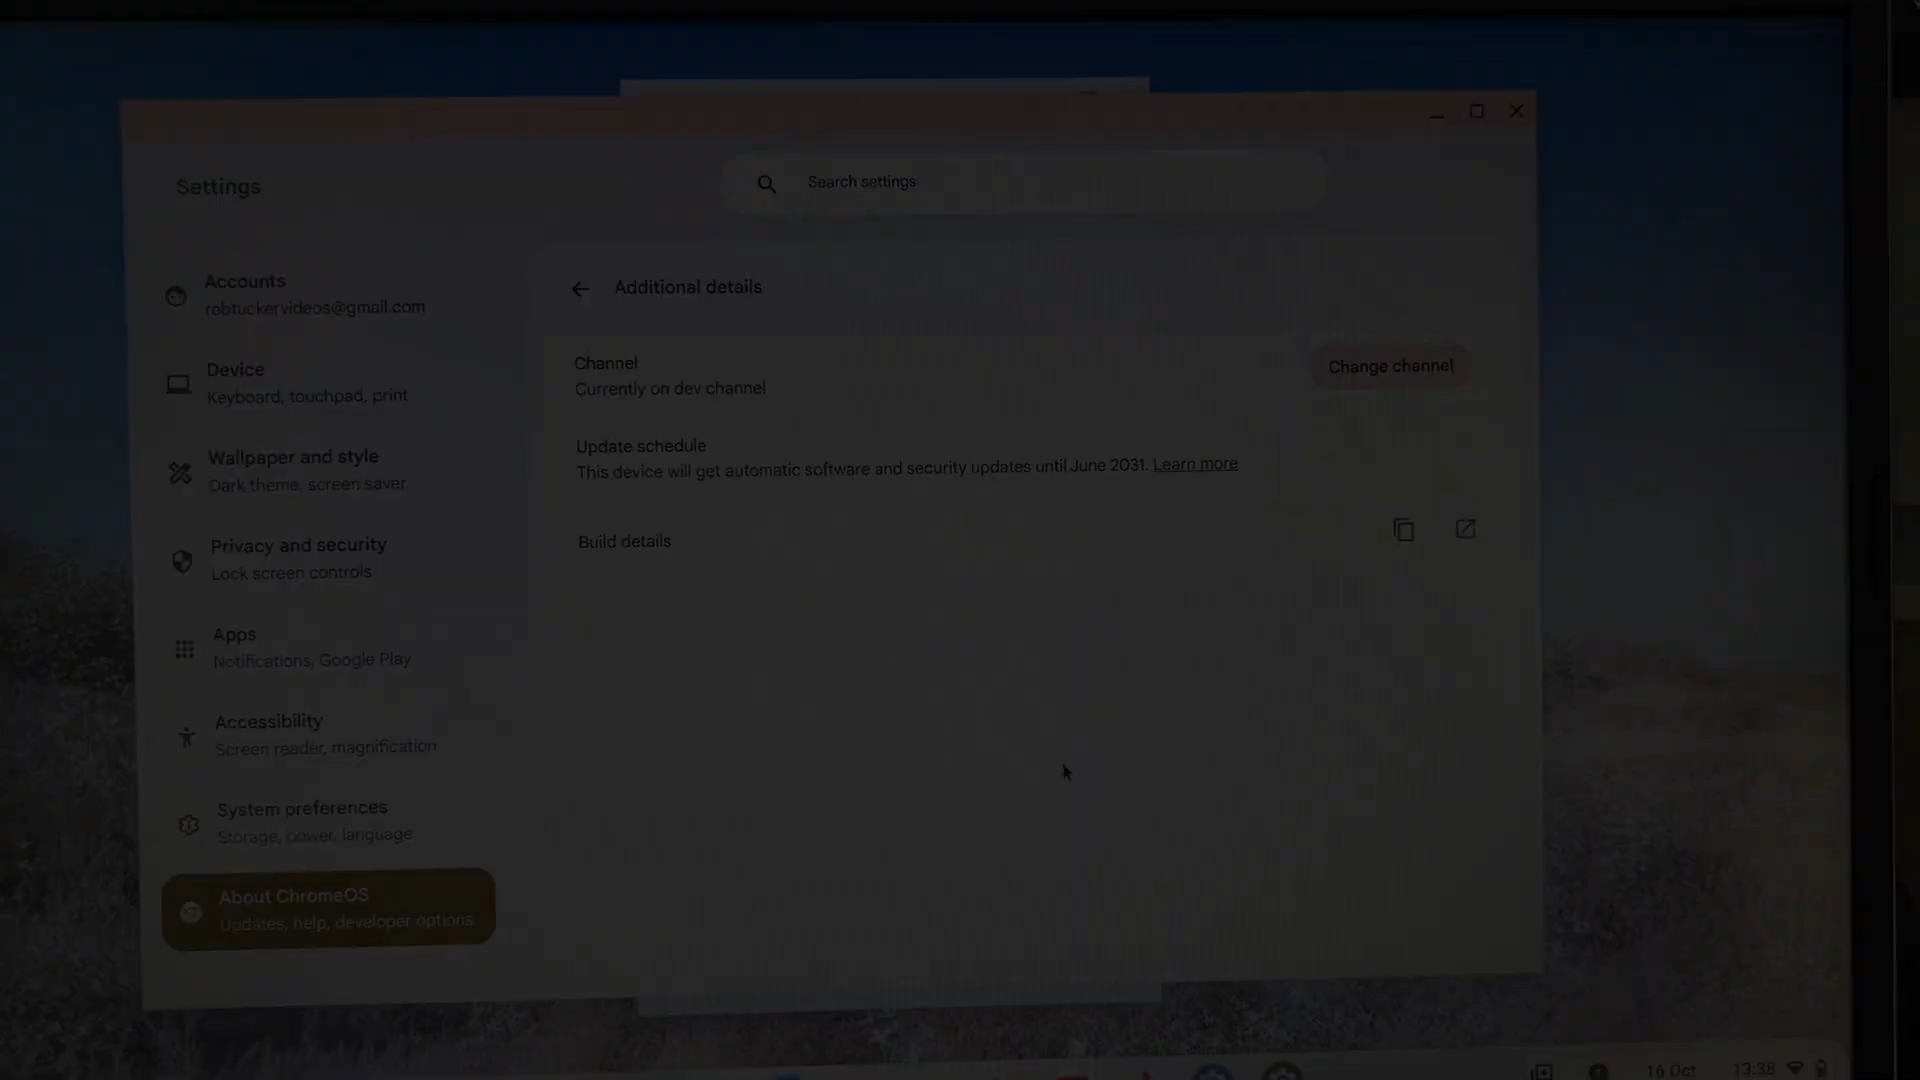 Settings
Search settings
Accounts
robtuckervideos@gmail.com
Device
Keyboard, touchpad, print
Wallpaper and style
Dark theme, screen saver
Privacy and security
Lock screen controls
Apps
Notifications, Google Play
Accessibility
Screen reader, magnification
System preferences
Storage, power, language
About ChromeOS
Updates, help, developer options
Additional details
Channel
Currently on dev channel
Change channel
Update schedule
This device will get automatic software and security updates until June 2031. Learn more
Build details
16 Oct
13:38